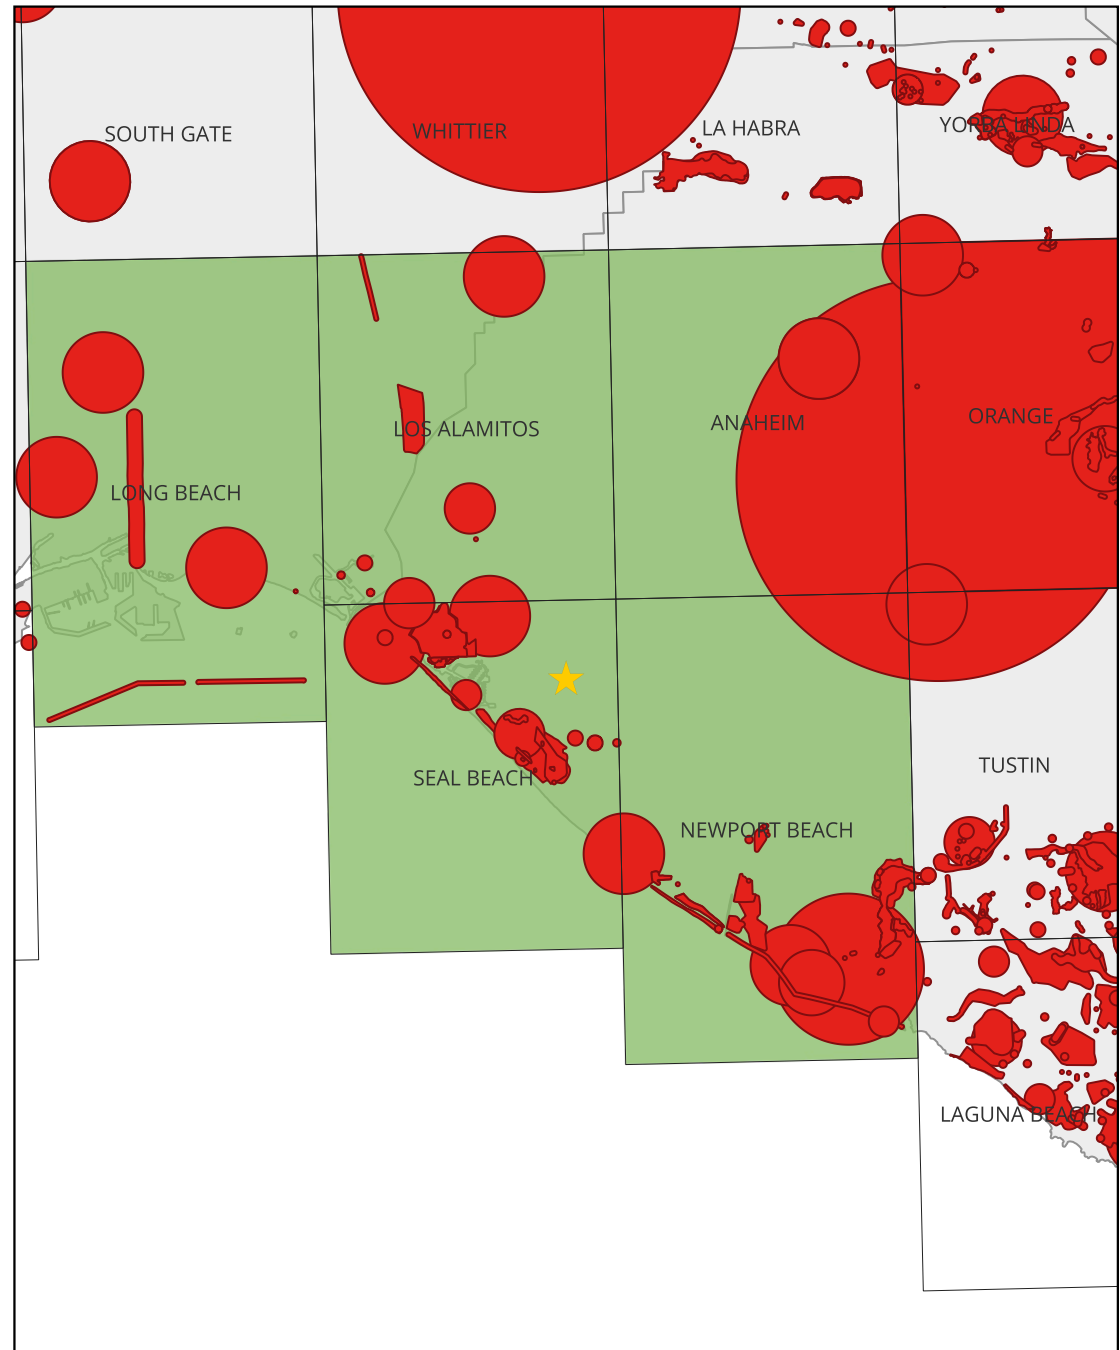 SOUTH GATE
WHITTIER
LA HABRA
YORBA LINDA
LOS ALAMITOS
ANAHEIM
ORANGE
LONG BEACH
SEAL BEACH
TUSTIN
NEWPORT BEACH
LAGUNA BEACH